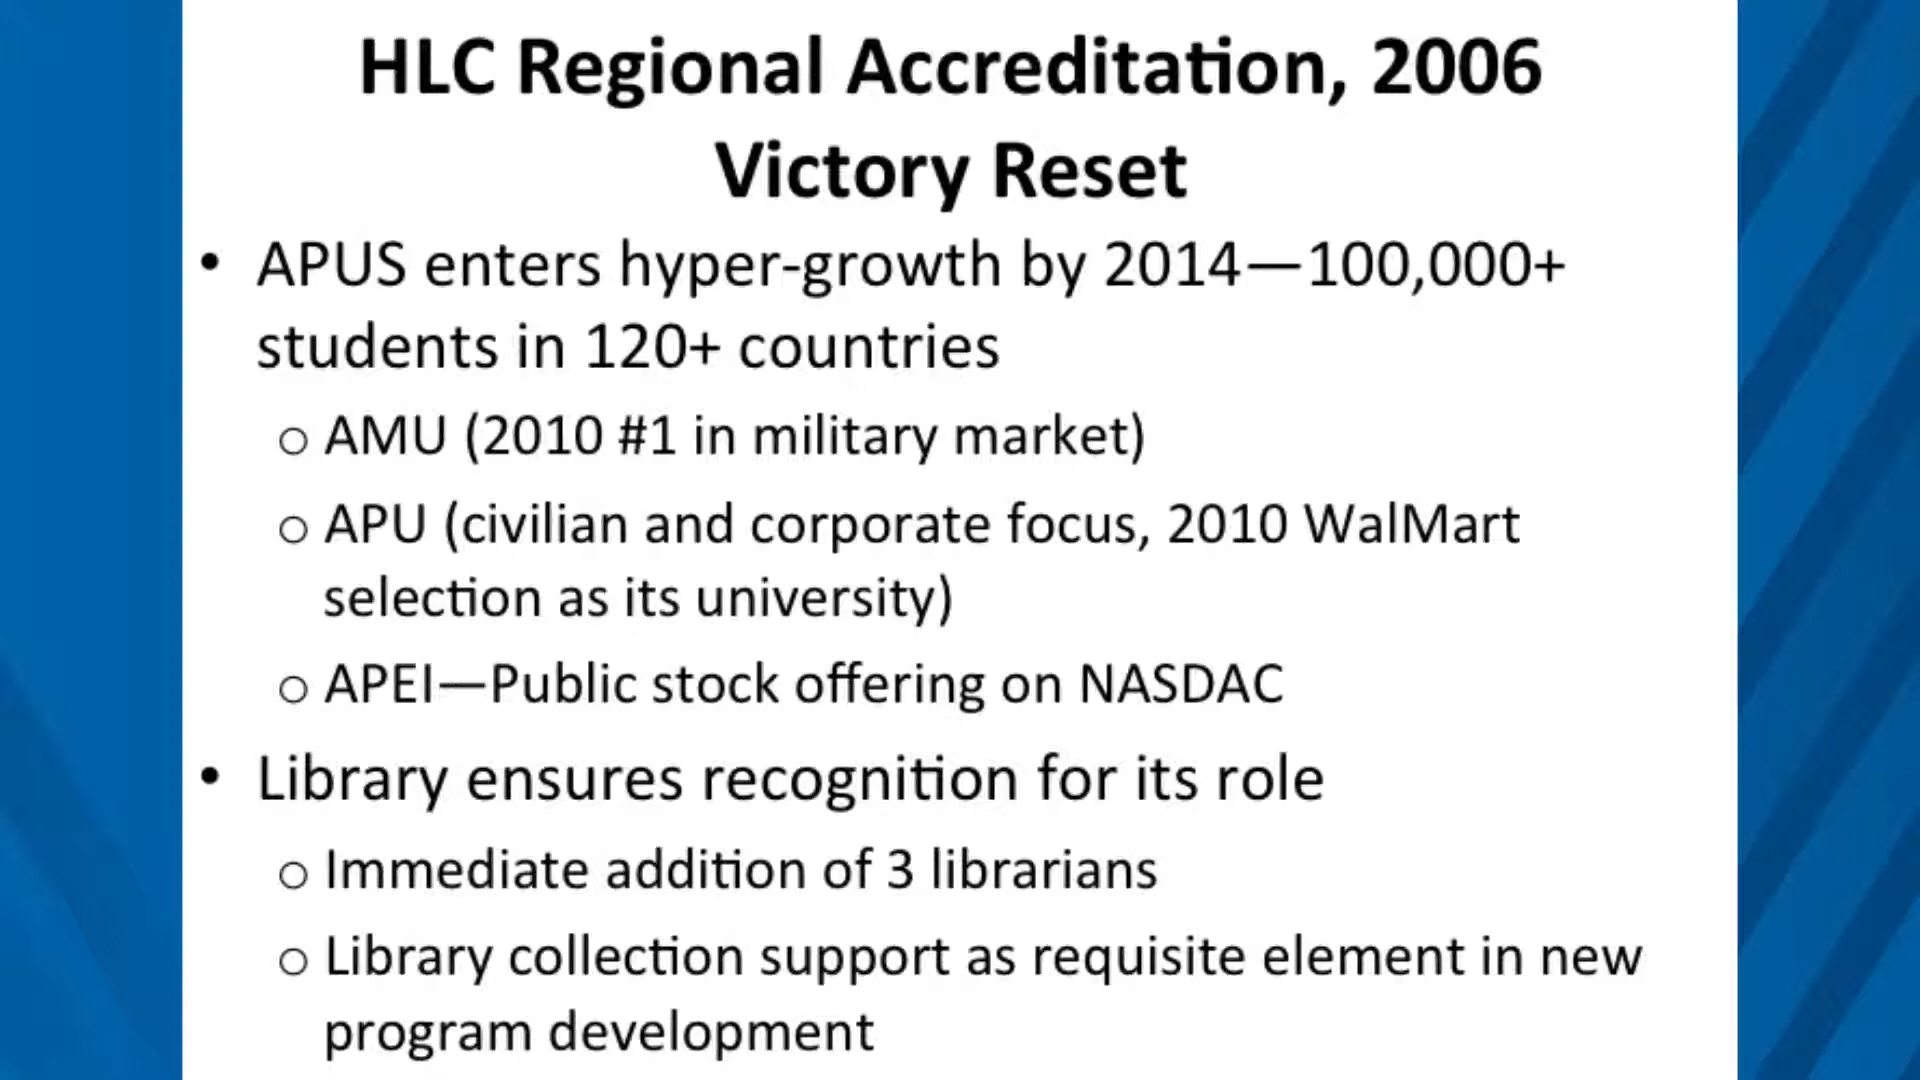 HLC Regional Accreditation, 2006
Victory Reset
• APUS enters hyper-growth by 2014—100,000+
students in 120+ countries
o AMU (2010 #1 in military market)
o APU (civilian and corporate focus, 2010 WalMart
selection as its university)
o APEI—Public stock offering on NASDAC
• Library ensures recognition for its role
o Immediate addition of 3 librarians
o Library collection support as requisite element in new
program development